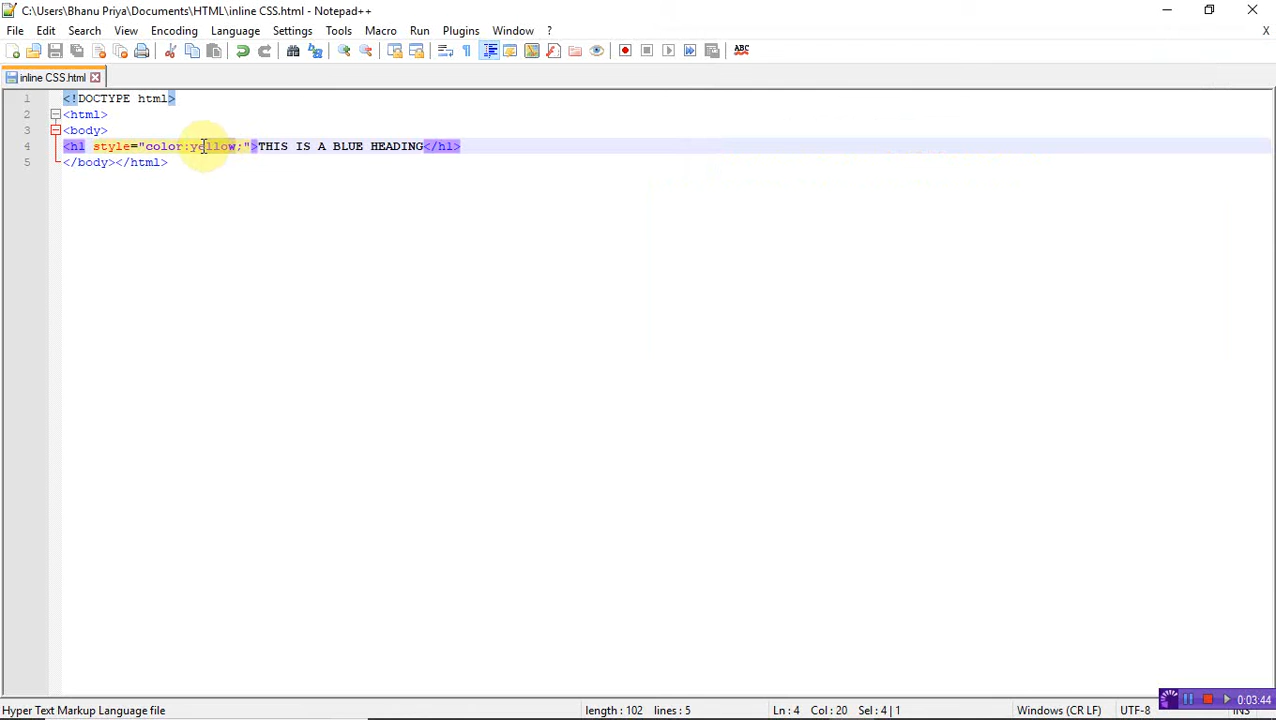 C:\Users\Bhanu Priya\Documents\HTML\inline CSS.html - Notepad++
File Edit Search View Encoding Language Settings Tools Macro Run Plugins Window ? X
ABC
inline CSS.html
1 <!DOCTYPE html>
2 <html>
3 <body>
4 <h1 style="color:yellow;">THIS IS A BLUE HEADING</h1>
5 </body></html>
0:03:44
Hyper Text Markup Language file length : 102 lines : 5 Ln : 4 Col : 20 Sel : 4 | 1 Windows (CR LF) UTF-8 INS